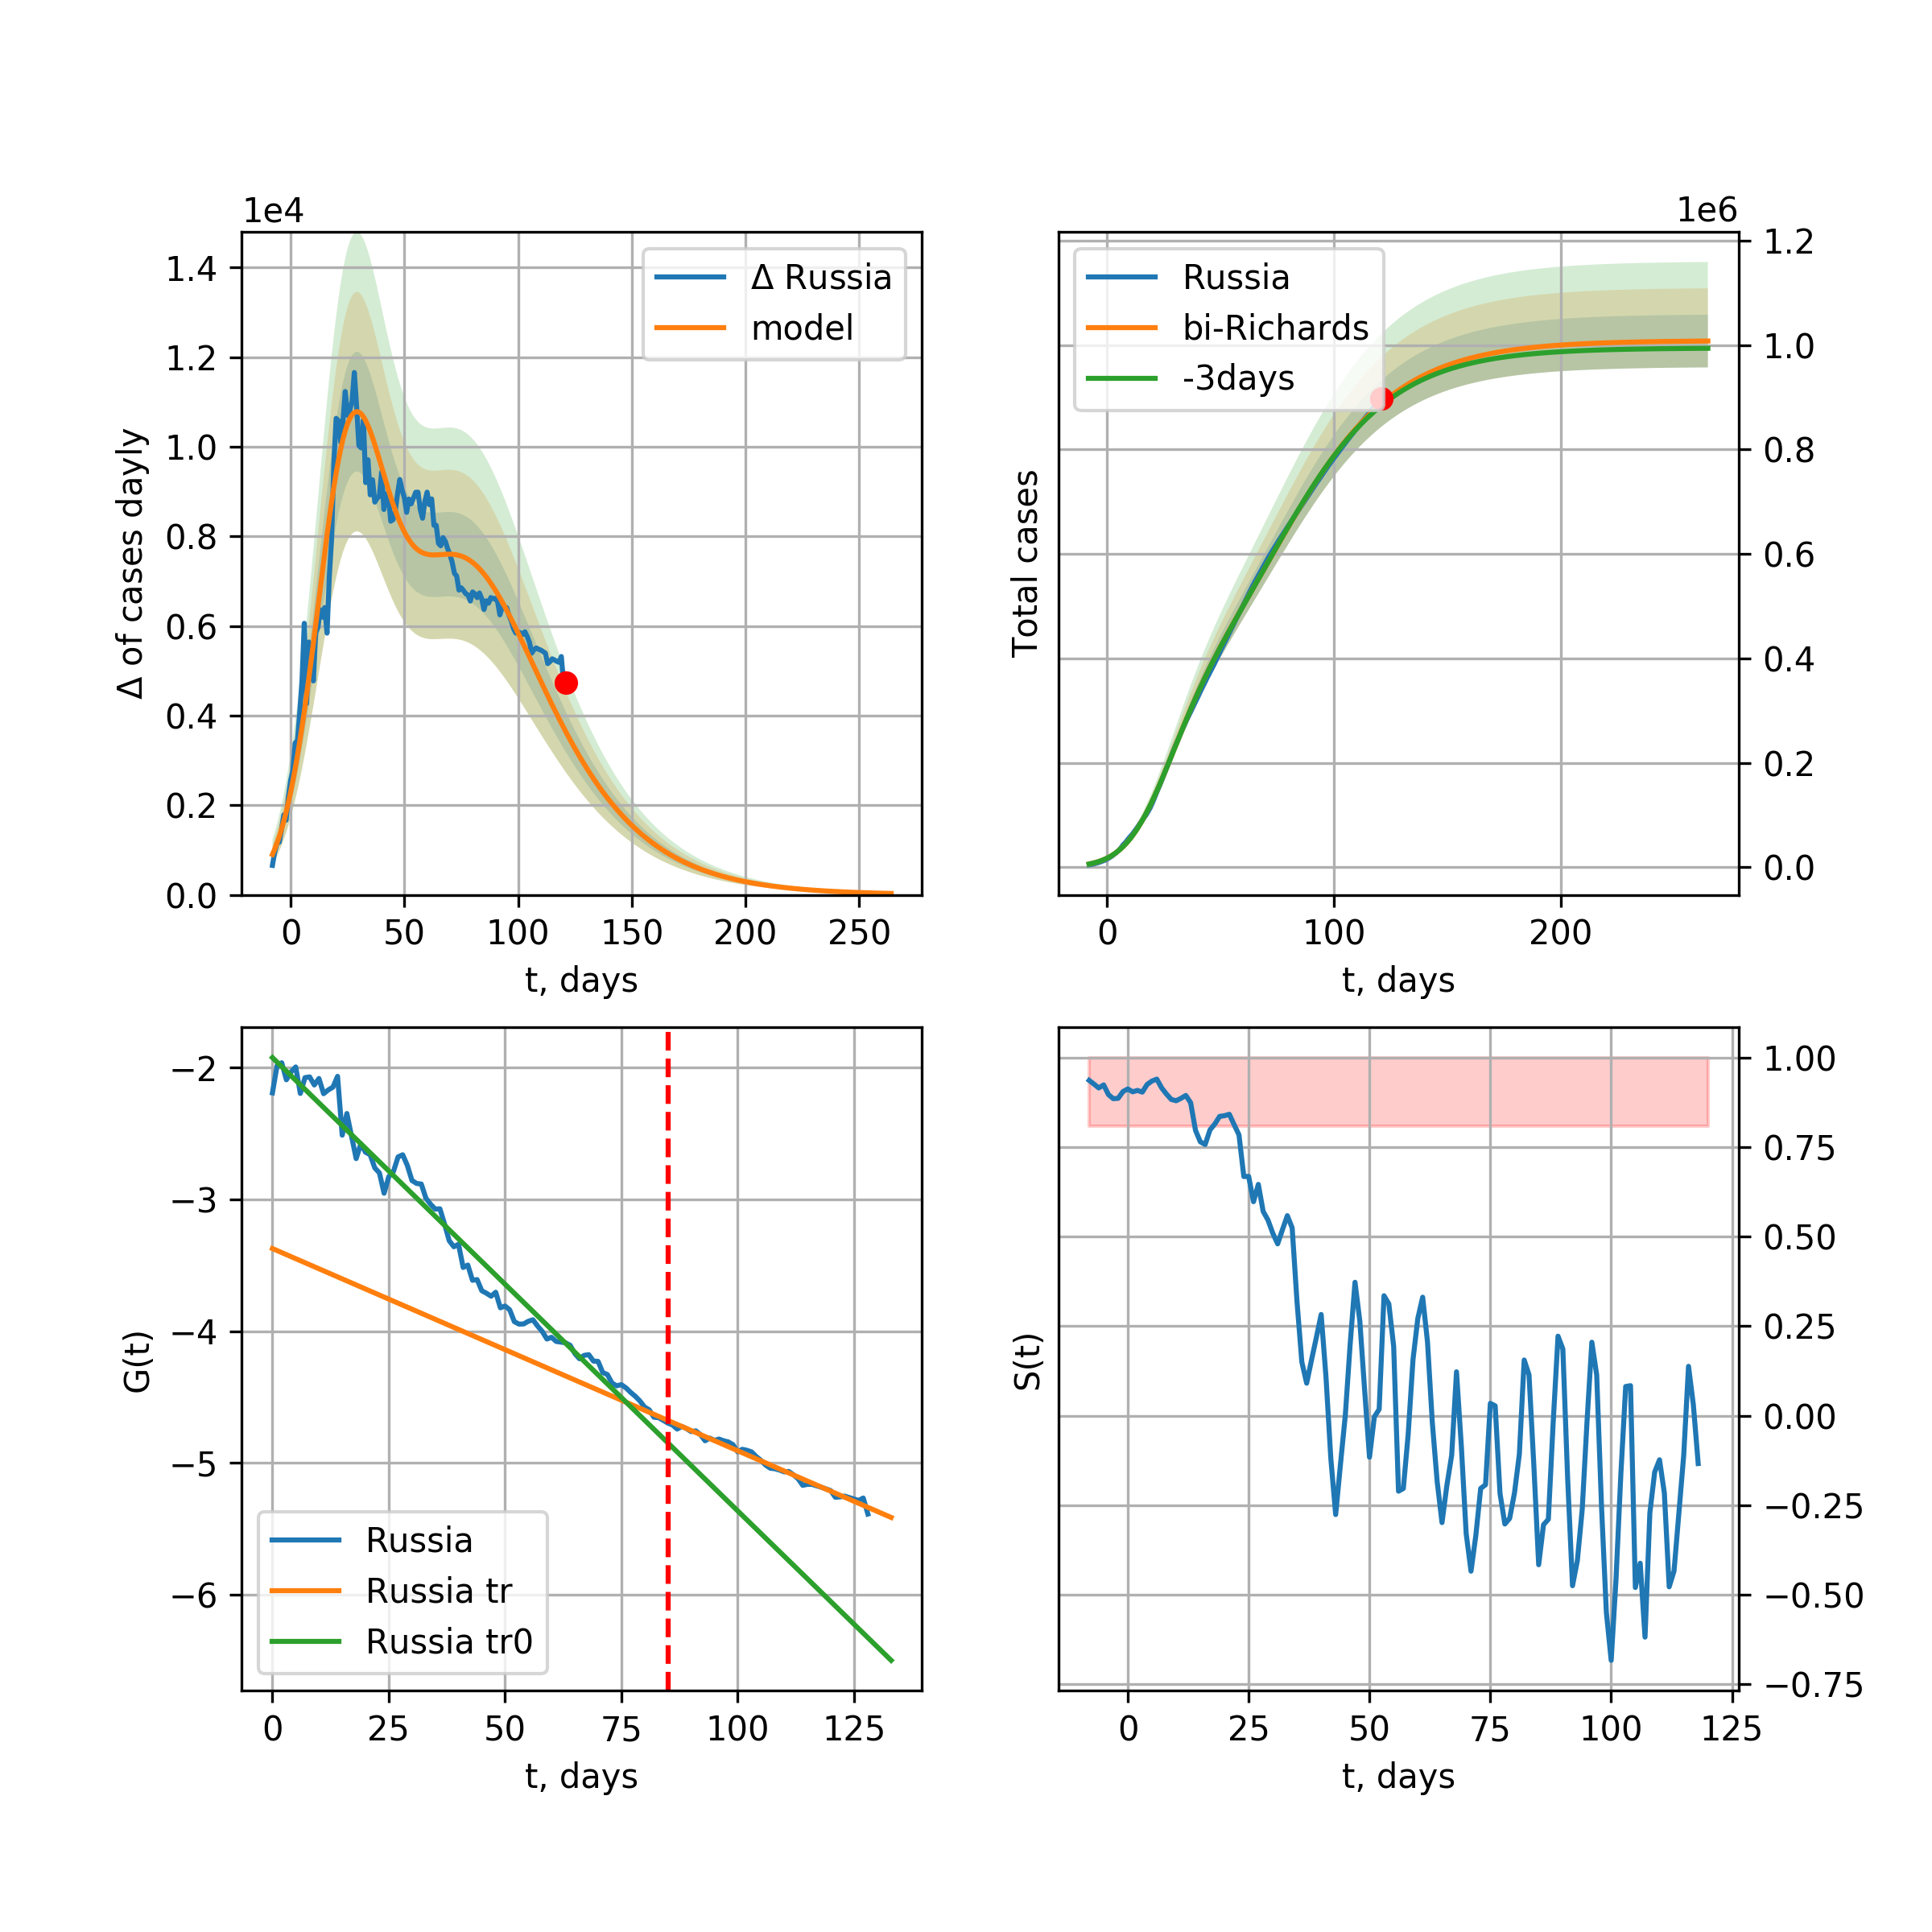 1e4
1.4
1.2
1.0
0.8
0.6
0.4
0.2
0.0
Δ of cases dayly
0 50 100 150 200 250
t, days
Δ Russia
model
1e6
1.2
1.0
0.8
0.6
0.4
0.2
0.0
Total cases
0 100 200
t, days
Russia
bi-Richards
-3days
−2
−3
−4
−5
−6
G(t)
0 25 50 75 100 125
t, days
Russia
Russia tr
Russia tr0
1.00
0.75
0.50
0.25
0.00
−0.25
−0.50
−0.75
S(t)
0 25 50 75 100 125
t, days